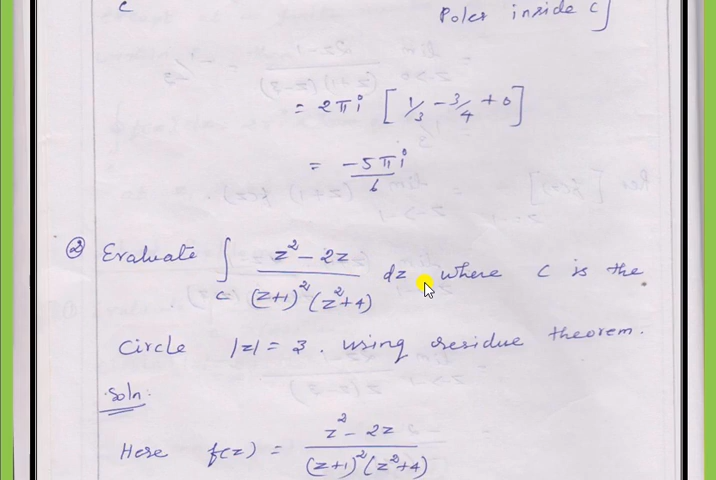 C Poles inside C]
= 2πi [1/3 - 3/4 + 0]
= -5πi/6
② Evaluate ∫_C (z² - 2z)/((z+1)²(z²+4)) dz where C is the
Circle |z| = 3. using residue theorem.
Soln:
Here f(z) = (z² - 2z)/((z+1)²(z²+4))